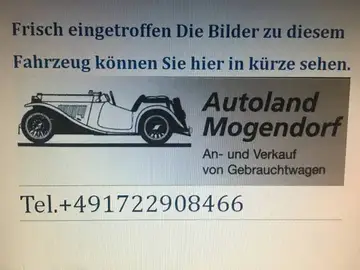 Frisch eingetroffen Die Bilder zu diesem
Fahrzeug können Sie hier in kürze sehen.
Autoland
Mogendorf
An- und Verkauf
von Gebrauchtwagen
Tel.+491722908466